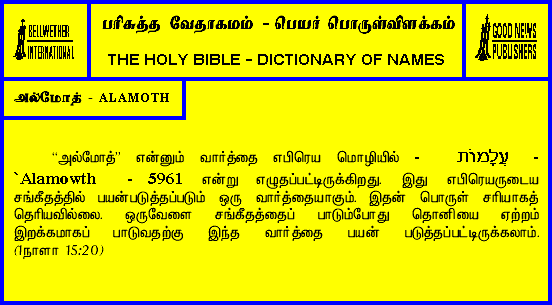 BELLWETHER
INTERNATIONAL
பரிசுத்த வேதாகமம் - பெயர் பொருள்விளக்கம்
THE HOLY BIBLE - DICTIONARY OF NAMES
GOOD NEWS
PUBLISHERS
அல்மோத் - ALAMOTH
“அல்மோத்” என்னும் வார்த்தை எபிரெய மொழியில் - עֲלָמוֹת -
`Alamowth - 5961 என்று எழுதப்பட்டிருக்கிறது. இது எபிரெயருடைய
சங்கீதத்தில் பயன்படுத்தப்படும் ஒரு வார்த்தையாகும். இதன் பொருள் சரியாகத்
தெரியவில்லை. ஒருவேளை சங்கீதத்தைப் பாடும்போது தொனியை ஏற்றம்
இறக்கமாகப் பாடுவதற்கு இந்த வார்த்தை பயன் படுத்தப்பட்டிருக்கலாம்.
(1நாளா 15:20)